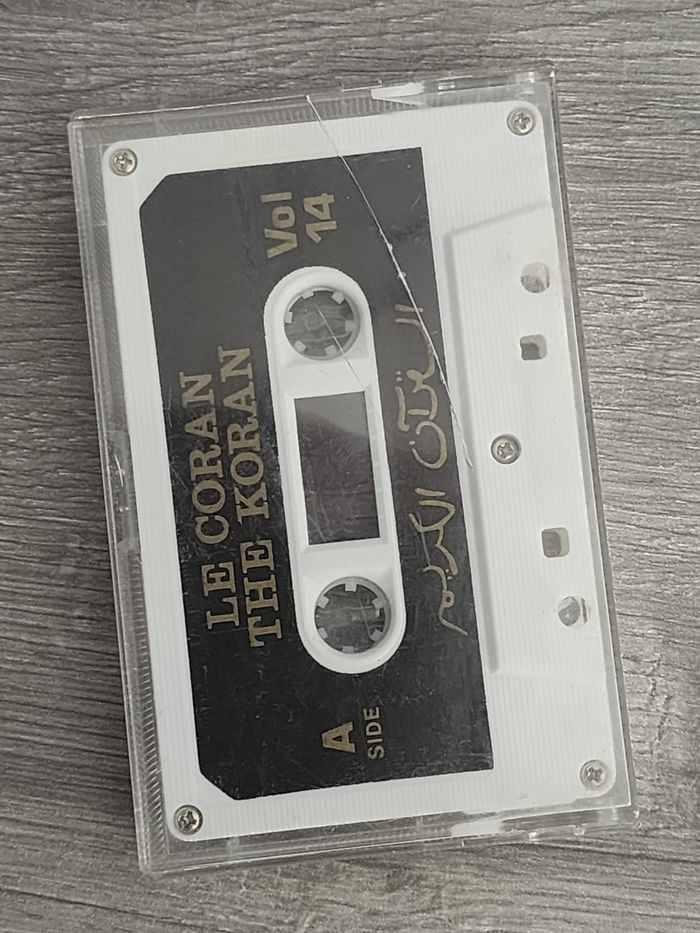 LE CORAN
THE KORAN
Vol
14
A
SIDE
القرآن الكريم